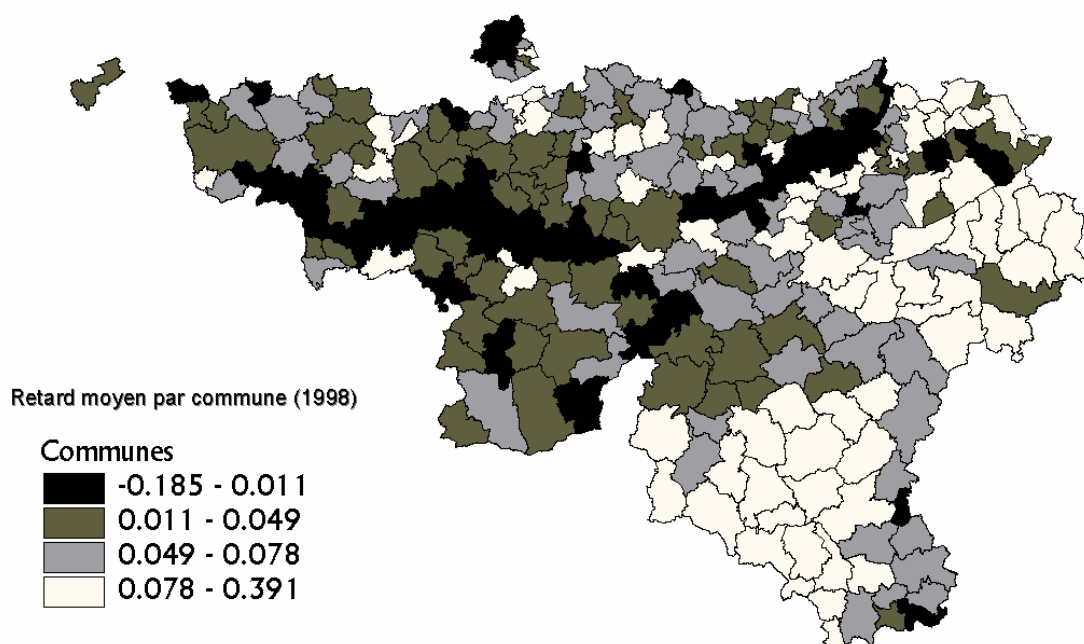 Retard moyen par commune (1998)
Communes
-0.185 - 0.011
0.011 - 0.049
0.049 - 0.078
0.078 - 0.391